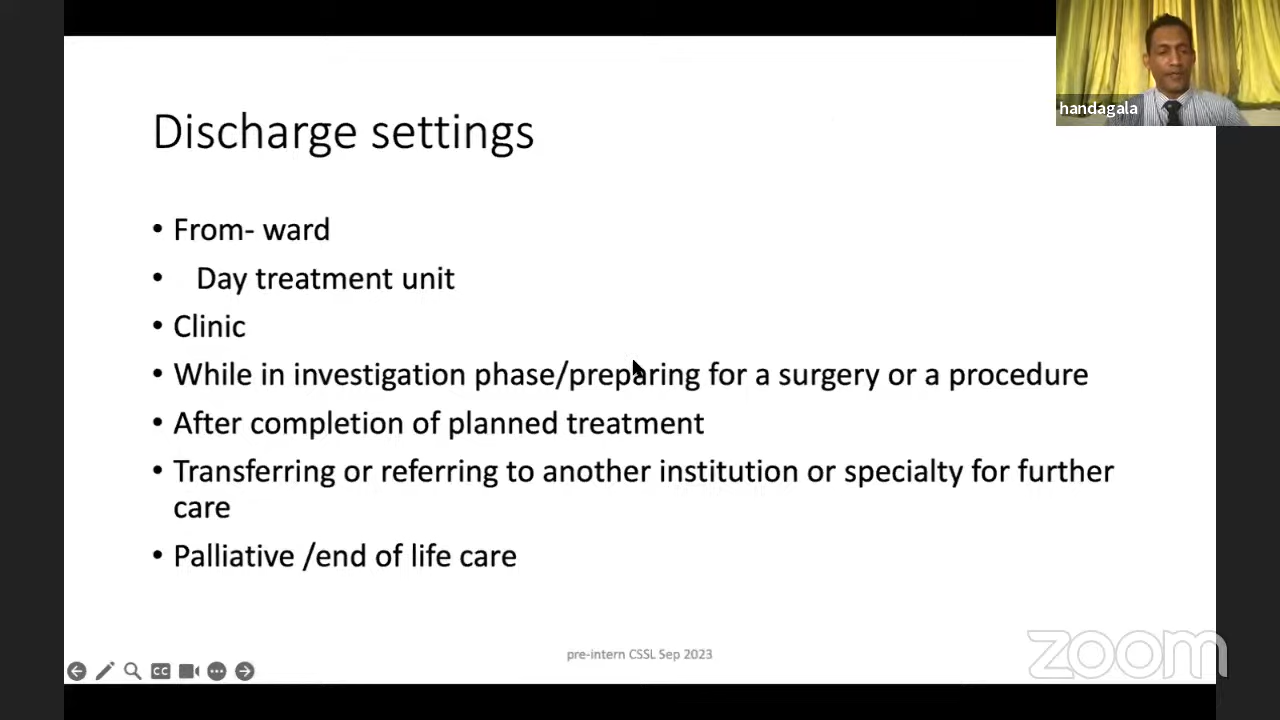 handagala
Discharge settings
• From- ward
• Day treatment unit
• Clinic
• While in investigation phase/preparing for a surgery or a procedure
• After completion of planned treatment
• Transferring or referring to another institution or specialty for further
care
• Palliative /end of life care
pre-intern CSSL Sep 2023
zoom
CC